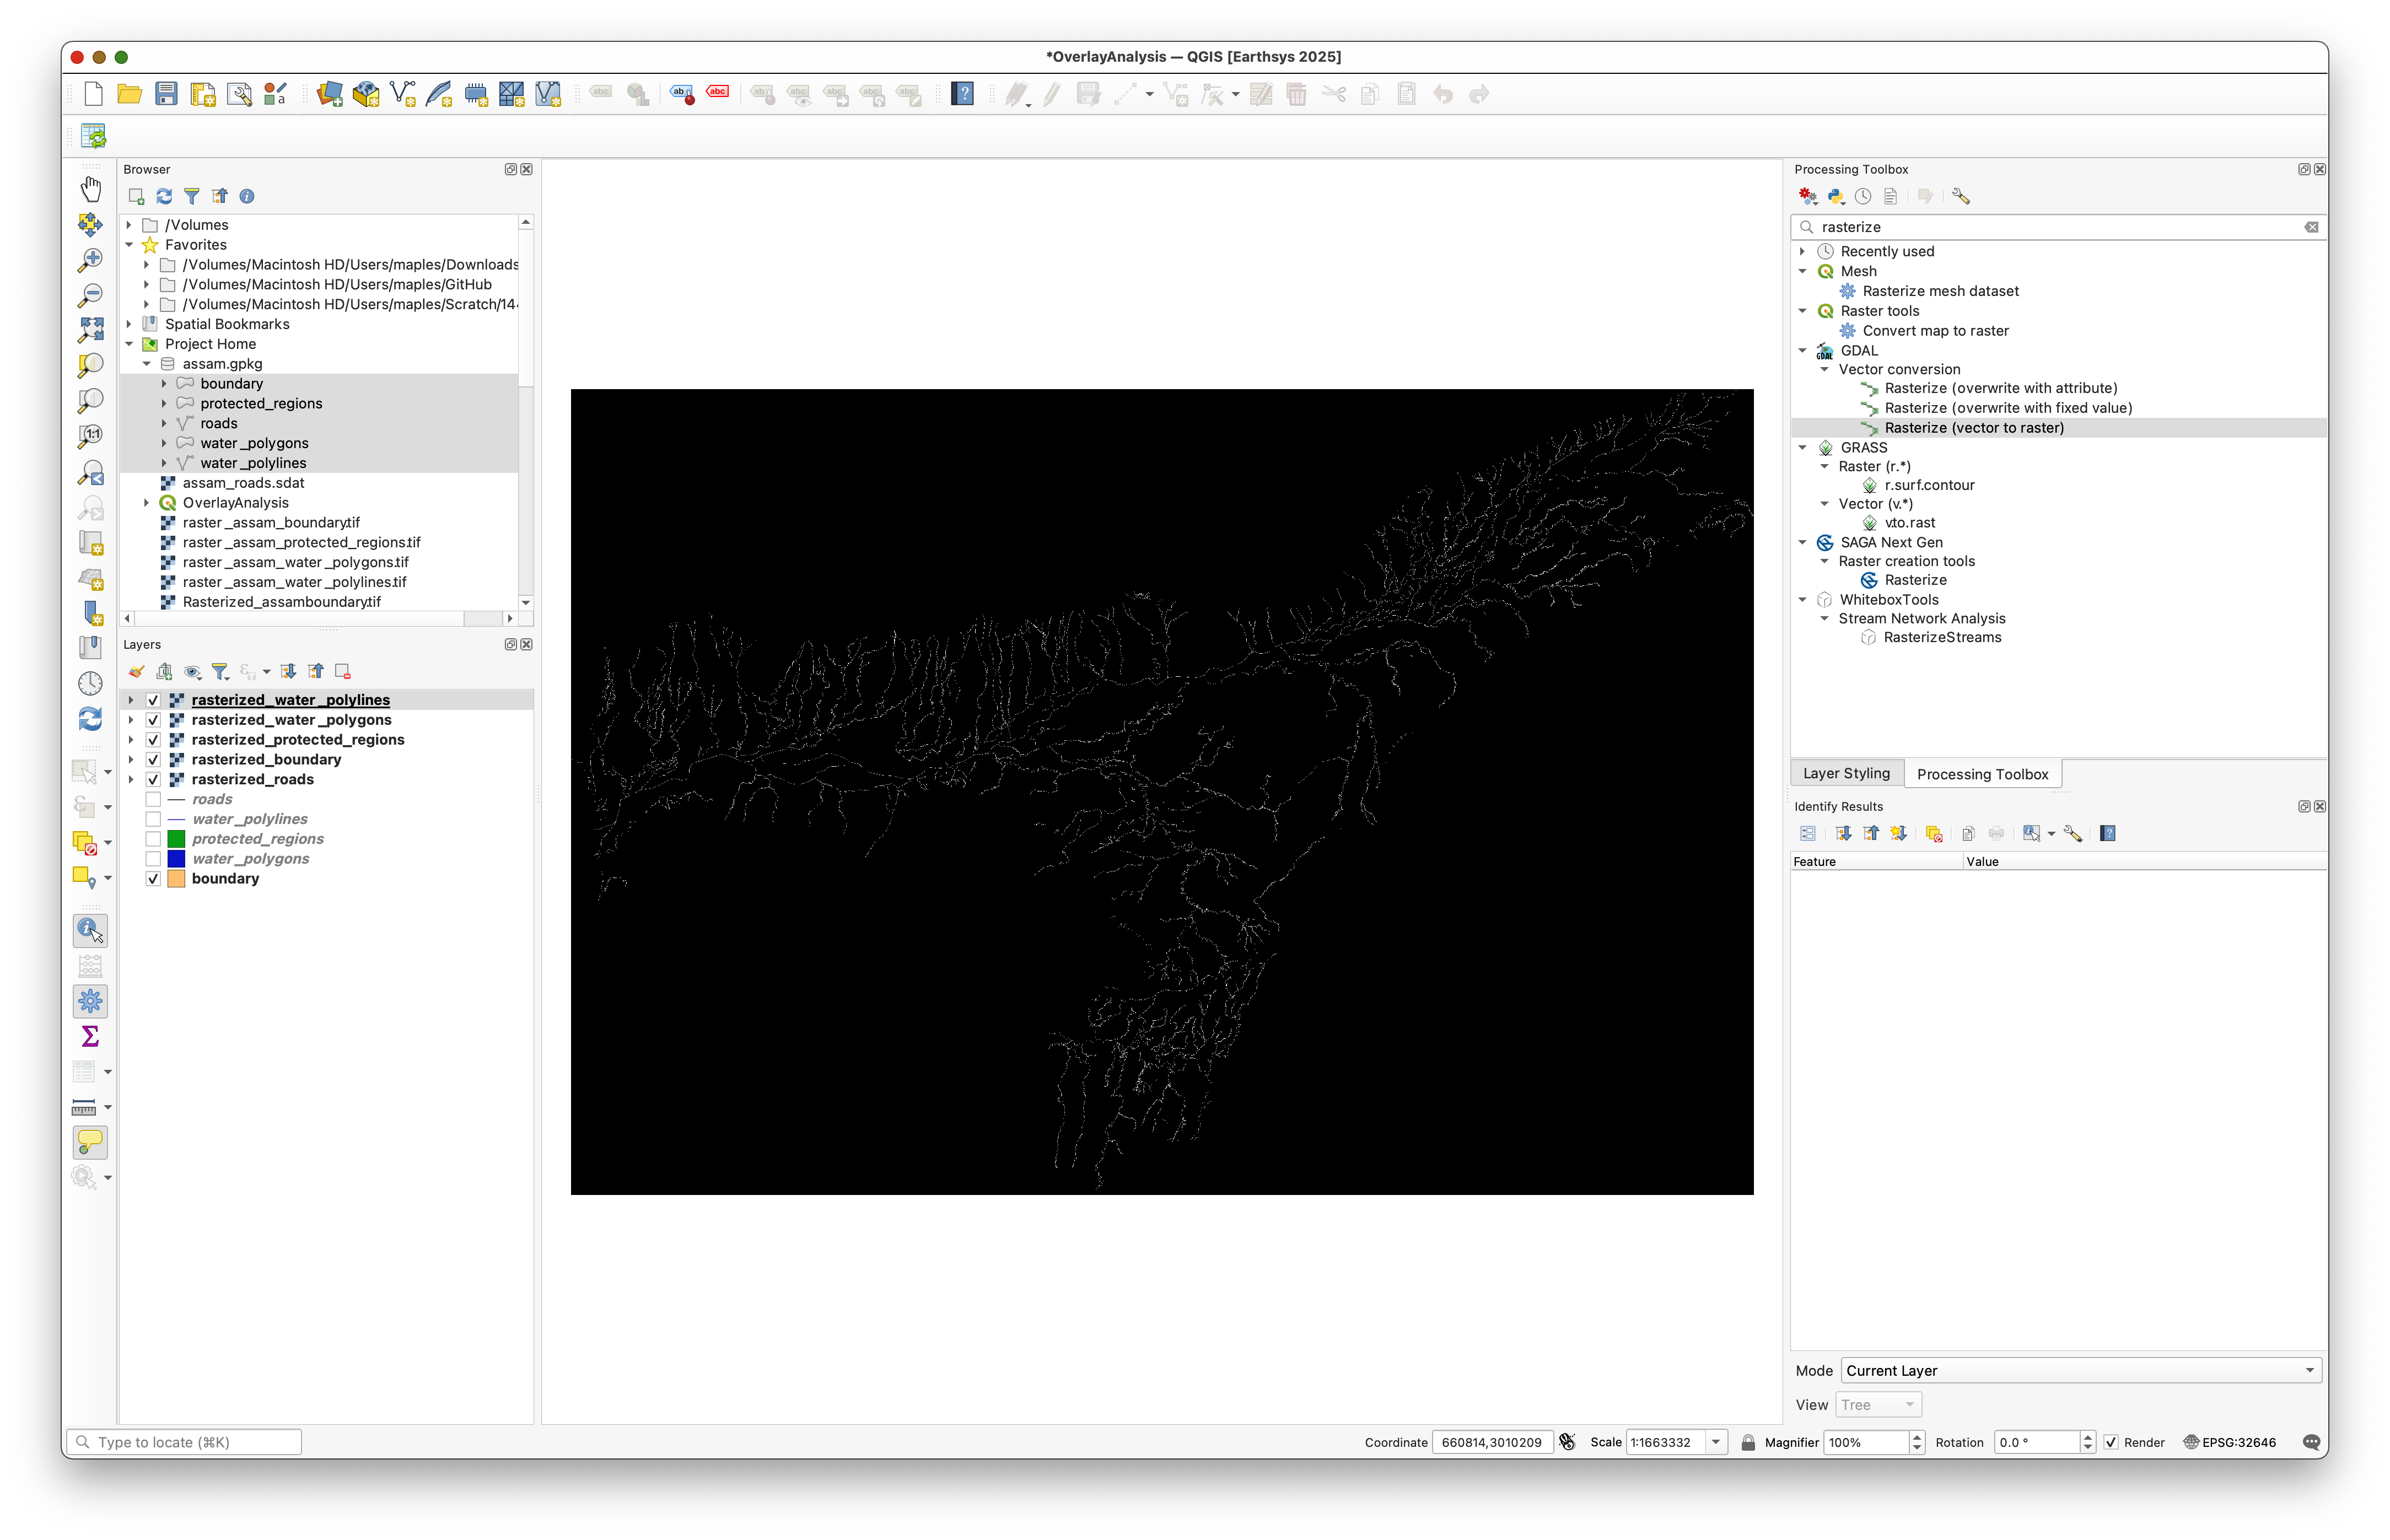 *OverlayAnalysis — QGIS [Earthsys 2025]
Browser
/Volumes
Favorites
/Volumes/Macintosh HD/Users/maples/Downloads
/Volumes/Macintosh HD/Users/maples/GitHub
/Volumes/Macintosh HD/Users/maples/Scratch/14
Spatial Bookmarks
Project Home
assam.gpkg
boundary
protected_regions
roads
water_polygons
water_polylines
assam_roads.sdat
OverlayAnalysis
raster_assam_boundary.tif
raster_assam_protected_regions.tif
raster_assam_water_polygons.tif
raster_assam_water_polylines.tif
Rasterized_assamboundary.tif
Layers
rasterized_water_polylines
rasterized_water_polygons
rasterized_protected_regions
rasterized_boundary
rasterized_roads
roads
water_polylines
protected_regions
water_polygons
boundary
Processing Toolbox
rasterize
Recently used
Mesh
Rasterize mesh dataset
Raster tools
Convert map to raster
GDAL
Vector conversion
Rasterize (overwrite with attribute)
Rasterize (overwrite with fixed value)
Rasterize (vector to raster)
GRASS
Raster (r.*)
r.surf.contour
Vector (v.*)
v.to.rast
SAGA Next Gen
Raster creation tools
Rasterize
WhiteboxTools
Stream Network Analysis
RasterizeStreams
Layer Styling Processing Toolbox
Identify Results
Feature Value
Mode Current Layer
View Tree
Type to locate (⌘K) Coordinate 660814,3010209 Scale 1:1663332 Magnifier 100% Rotation 0.0 ° Render EPSG:32646